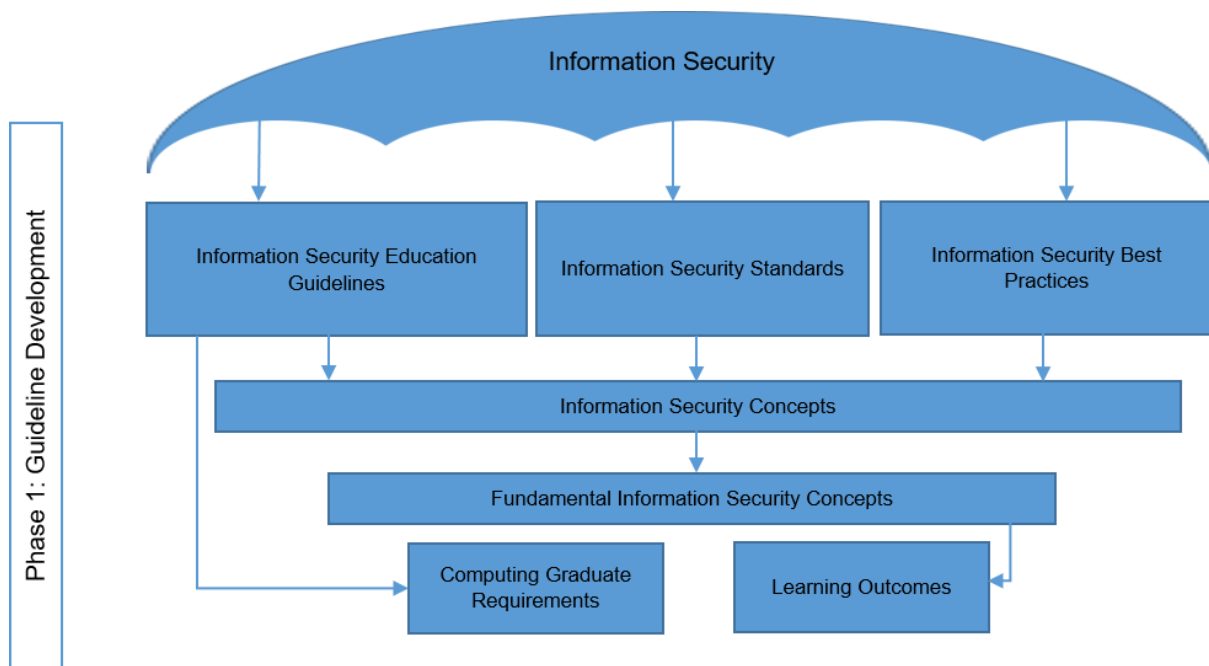 Information Security
Phase 1: Guideline Development
Information Security Education
Guidelines
Information Security Standards
Information Security Best
Practices
Information Security Concepts
Fundamental Information Security Concepts
Computing Graduate
Requirements
Learning Outcomes